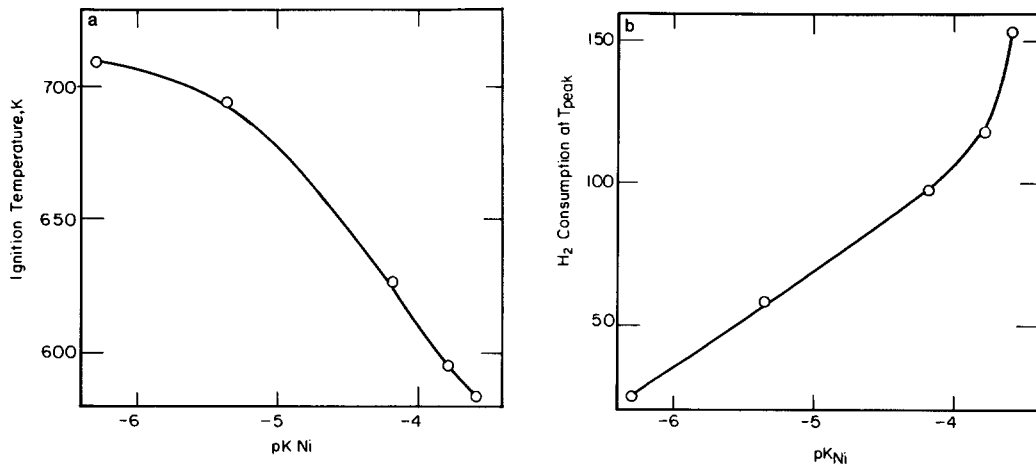 a
Ignition Temperature, K
700
650
600
-6
-5
-4
pK Ni
b
H₂ Consumption at Tpeak
150
100
50
-6
-5
-4
pKNi